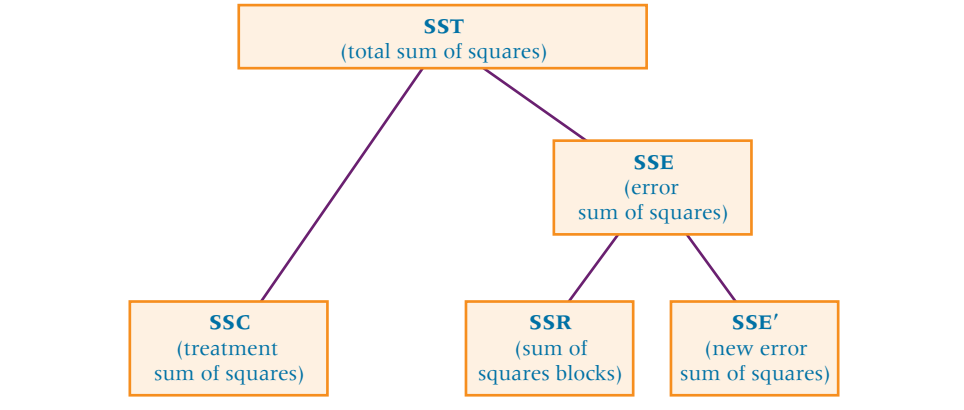 SST
(total sum of squares)
SSE
(error
sum of squares)
SSC
(treatment
sum of squares)
SSR
(sum of
squares blocks)
SSE′
(new error
sum of squares)